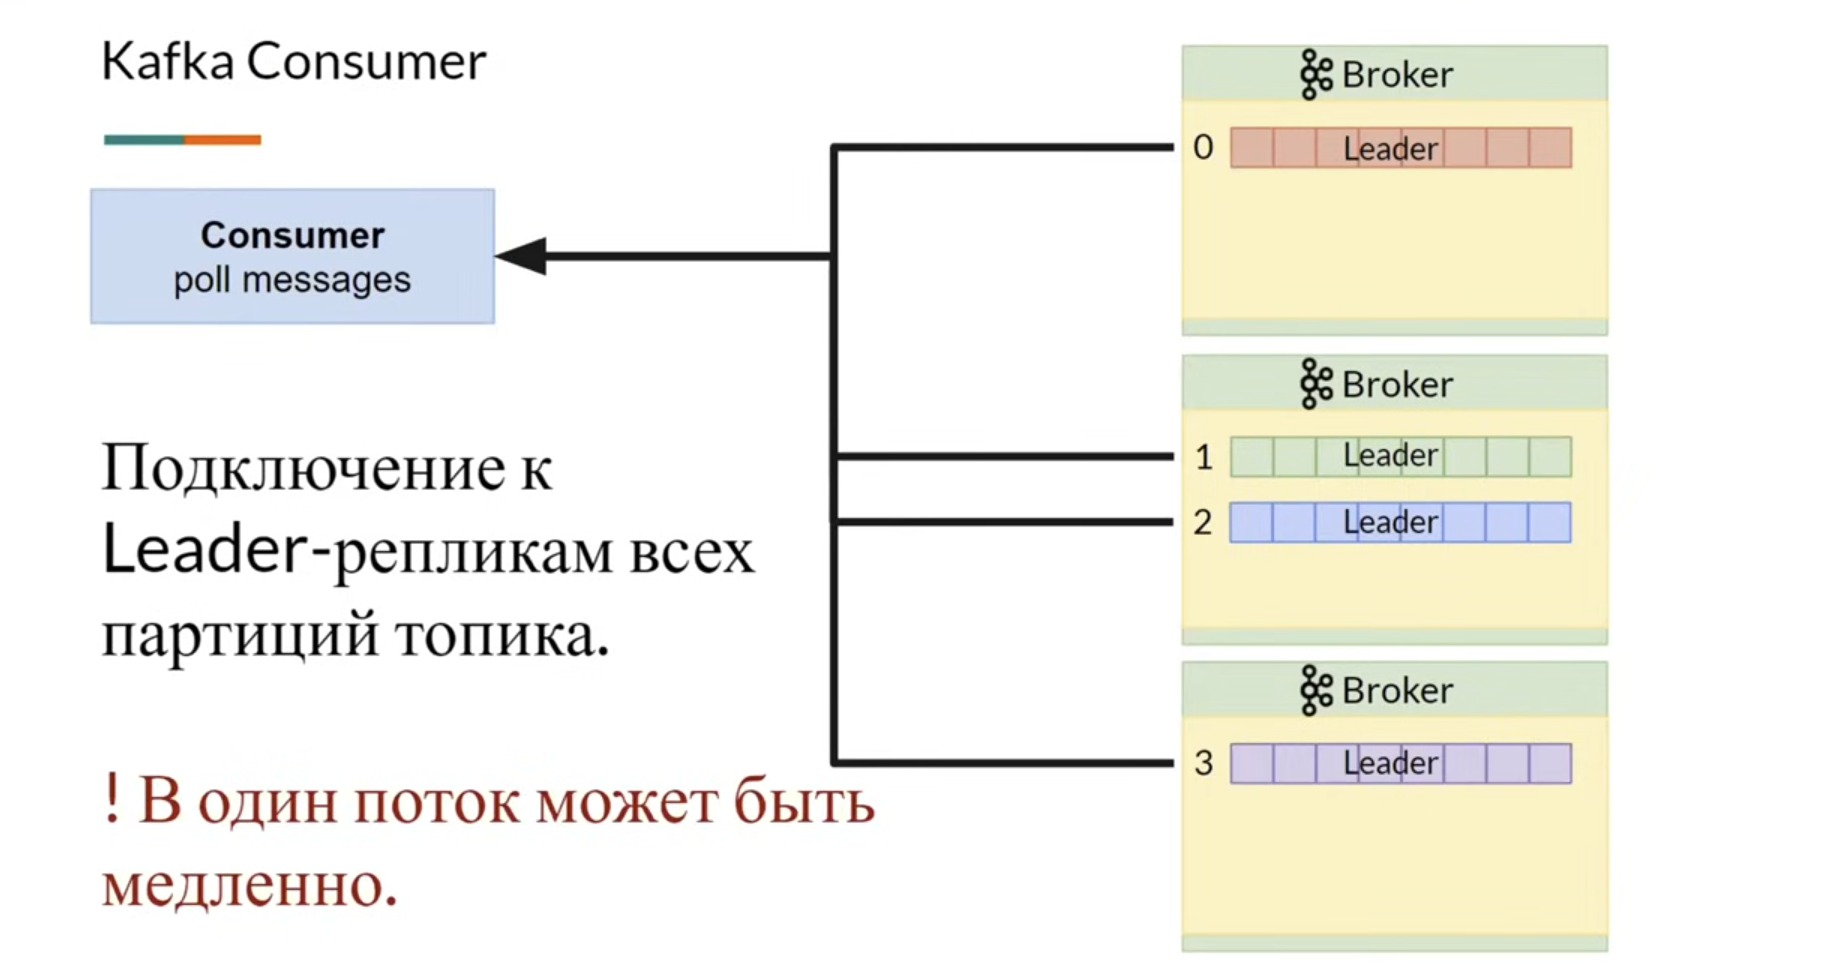 Kafka Consumer
Consumer
poll messages
Подключение к
Leader-репликам всех
партиций топика.
! В один поток может быть
медленно.
Broker
0 Leader
Broker
1 Leader
2 Leader
Broker
3 Leader